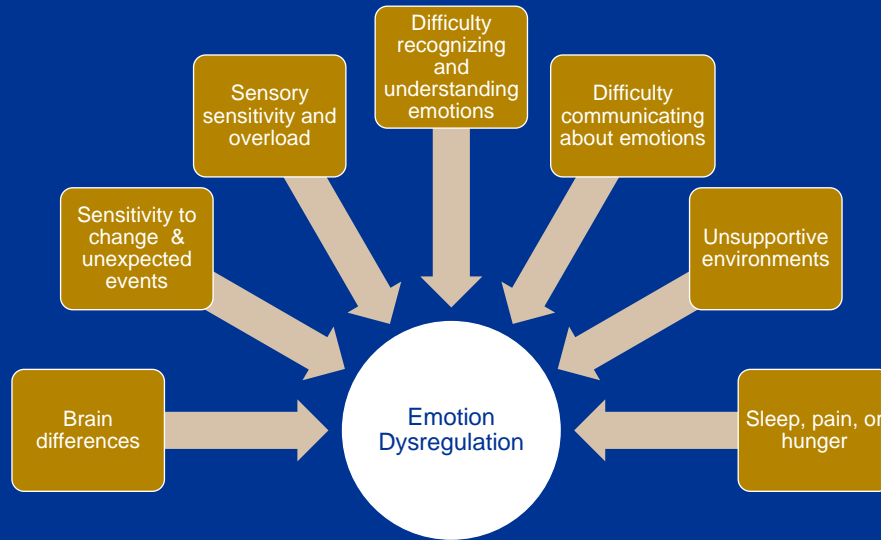 Difficulty
recognizing
and
understanding
emotions
Sensory
sensitivity and
overload
Difficulty
communicating
about emotions
Sensitivity to
change & unexpected
events
Unsupportive
environments
Brain
differences
Emotion
Dysregulation
Sleep, pain, or
hunger